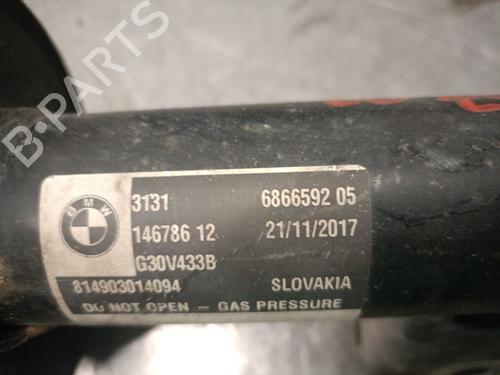 B-PARTS
BMW
3131 6866592 05
146786 12 21/11/2017
G30V433B
814903014094 SLOVAKIA
DO NOT OPEN – GAS PRESSURE